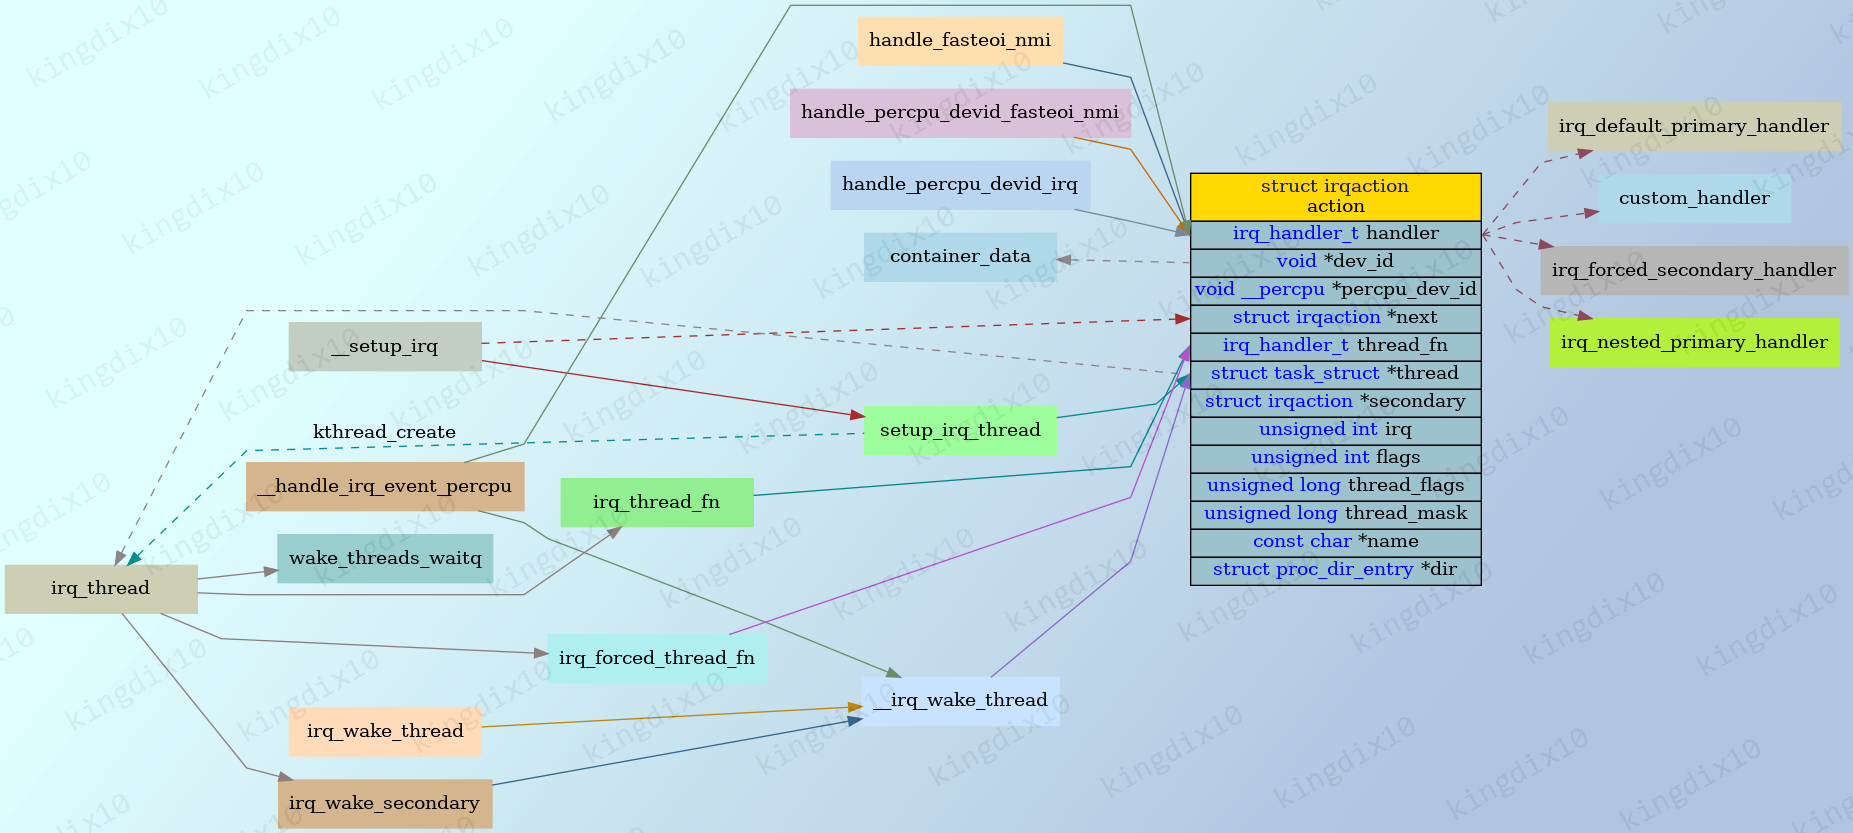 handle_fasteoi_nmi
handle_percpu_devid_fasteoi_nmi
handle_percpu_devid_irq
container_data
__setup_irq
kthread_create
setup_irq_thread
__handle_irq_event_percpu
irq_thread_fn
wake_threads_waitq
irq_thread
irq_forced_thread_fn
__irq_wake_thread
irq_wake_thread
irq_wake_secondary
struct irqaction
action
irq_handler_t handler
void *dev_id
void __percpu *percpu_dev_id
struct irqaction *next
irq_handler_t thread_fn
struct task_struct *thread
struct irqaction *secondary
unsigned int irq
unsigned int flags
unsigned long thread_flags
unsigned long thread_mask
const char *name
struct proc_dir_entry *dir
irq_default_primary_handler
custom_handler
irq_forced_secondary_handler
irq_nested_primary_handler
kingdix10